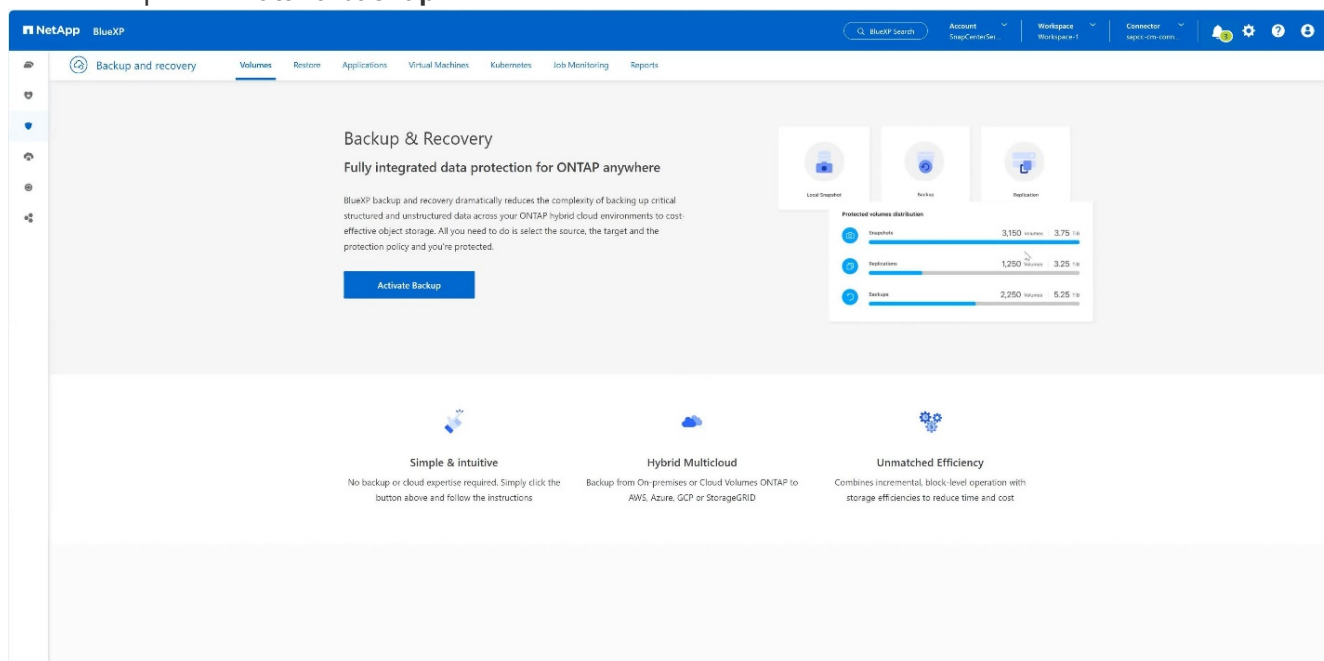 NetApp BlueXP
BlueXP Search
Account
SnapCenterSer...
Workspace
Workspace-1
Connector
sapcc-cm-conn...
3
Backup and recovery
Volumes
Restore
Applications
Virtual Machines
Kubernetes
Job Monitoring
Reports
Backup & Recovery
Fully integrated data protection for ONTAP anywhere
BlueXP backup and recovery dramatically reduces the complexity of backing up critical
structured and unstructured data across your ONTAP hybrid cloud environments to cost-
effective object storage. All you need to do is select the source, the target and the
protection policy and you're protected.
Activate Backup
Local Snapshot
Backup
Replication
Protected volumes distribution
Snapshots
3,150 Volumes
3.75 TiB
Replications
1,250 Volumes
3.25 TiB
Backups
2,250 Volumes
5.25 TiB
Simple & intuitive
No backup or cloud expertise required. Simply click the
button above and follow the instructions
Hybrid Multicloud
Backup from On-premises or Cloud Volumes ONTAP to
AWS, Azure, GCP or StorageGRID
Unmatched Efficiency
Combines incremental, block-level operation with
storage efficiencies to reduce time and cost